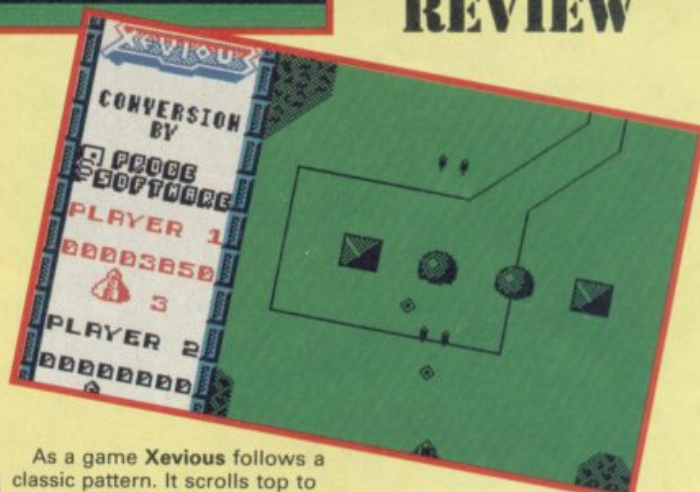 REVIEW
XEVIOUS
CONVERSION
BY
PROBE
SOFTWARE
PLAYER 1
00003850
3
PLAYER 2
00000000
As a game Xevious follows a
classic pattern. It scrolls top to